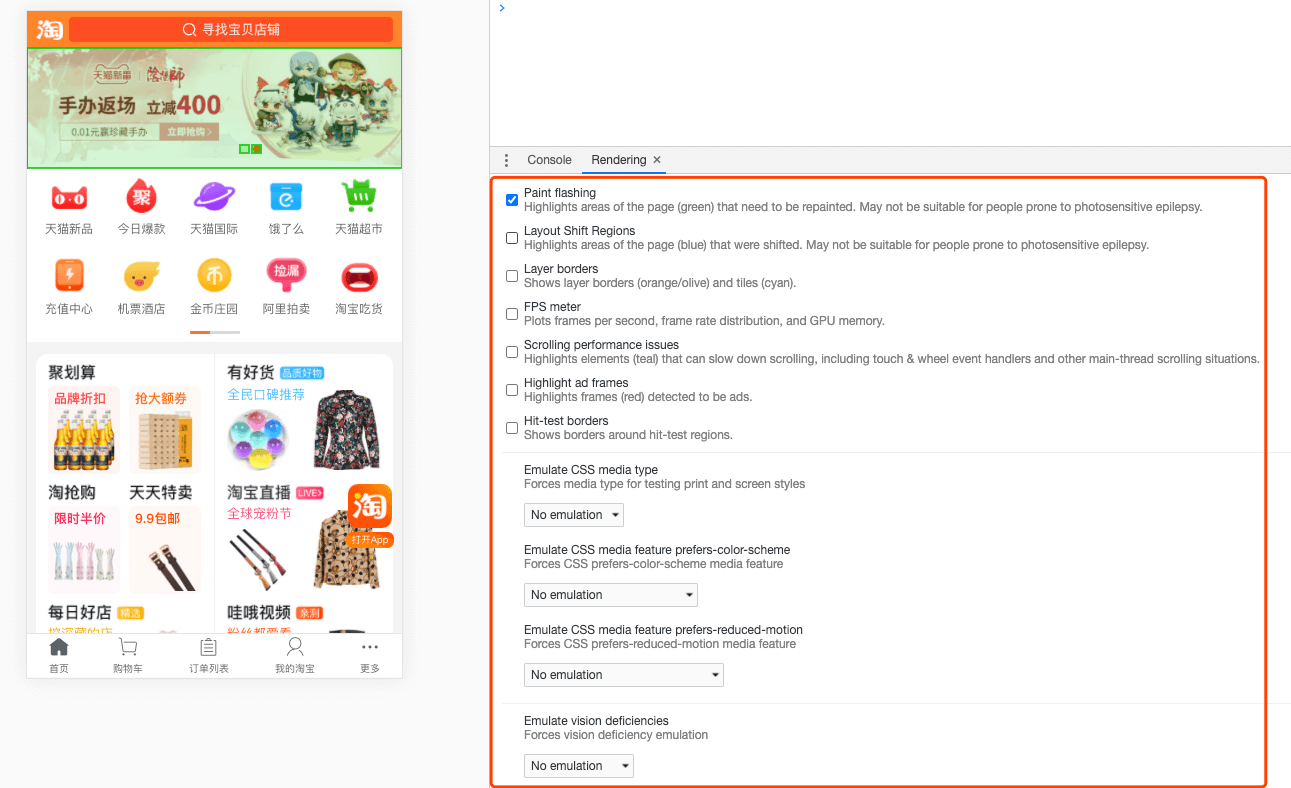 淘
寻找宝贝店铺
天猫新番
阴阳师
手办返场 立减400
0.01元赢珍藏手办 立即抢购 >
天猫新品 今日爆款 天猫国际 饿了么 天猫超市
聚
币
捡漏
充值中心 机票酒店 金币庄园 阿里拍卖 淘宝吃货
聚划算
品牌折扣 抢大额券
有好货 品质好物
全民口碑推荐
淘抢购 天天特卖
限时半价 9.9包邮
淘宝直播 LIVE>
全球宠粉节
淘
打开App
每日好店 精选
哇哦视频 亲测
首页 购物车 订单列表 我的淘宝 更多
Console Rendering ×
Paint flashing
Highlights areas of the page (green) that need to be repainted. May not be suitable for people prone to photosensitive epilepsy.
Layout Shift Regions
Highlights areas of the page (blue) that were shifted. May not be suitable for people prone to photosensitive epilepsy.
Layer borders
Shows layer borders (orange/olive) and tiles (cyan).
FPS meter
Plots frames per second, frame rate distribution, and GPU memory.
Scrolling performance issues
Highlights elements (teal) that can slow down scrolling, including touch & wheel event handlers and other main-thread scrolling situations.
Highlight ad frames
Highlights frames (red) detected to be ads.
Hit-test borders
Shows borders around hit-test regions.
Emulate CSS media type
Forces media type for testing print and screen styles
No emulation
Emulate CSS media feature prefers-color-scheme
Forces CSS prefers-color-scheme media feature
No emulation
Emulate CSS media feature prefers-reduced-motion
Forces CSS prefers-reduced-motion media feature
No emulation
Emulate vision deficiencies
Forces vision deficiency emulation
No emulation